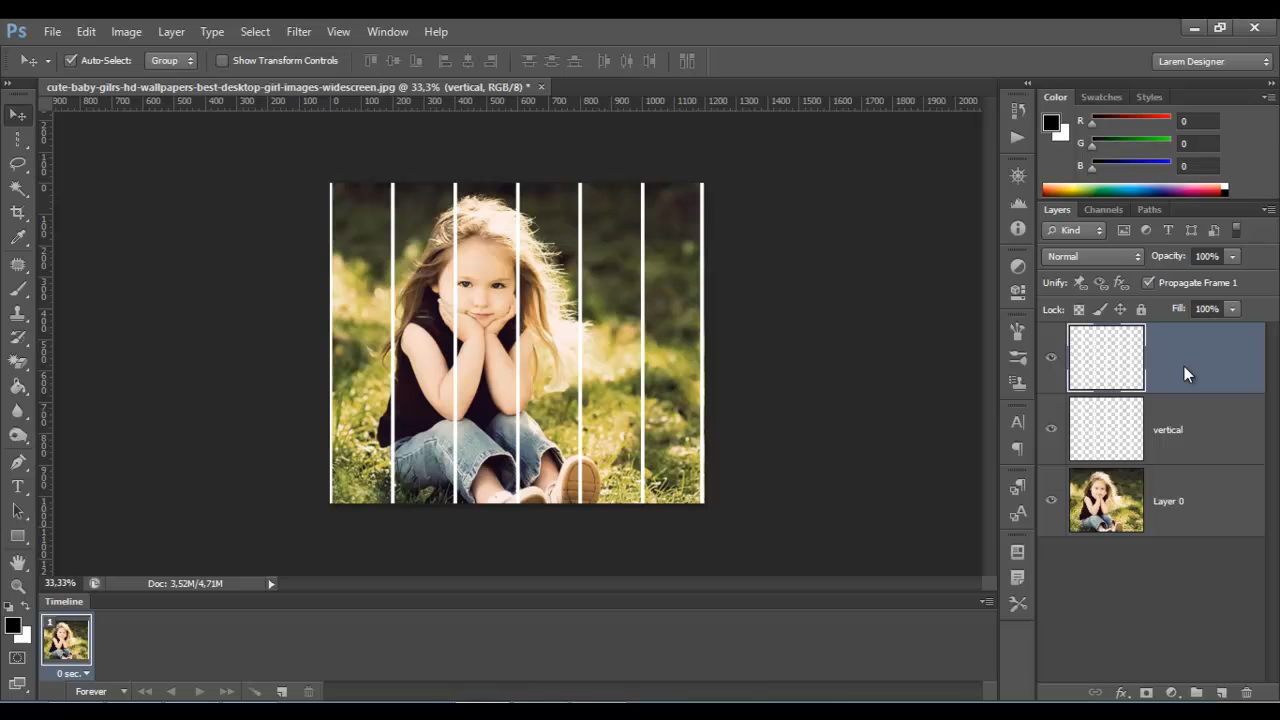 Ps File Edit Image Layer Type Select Filter View Window Help
Auto-Select: Group Show Transform Controls Larem Designer
cute-baby-gilrs-hd-wallpapers-best-desktop-girl-images-widescreen.jpg @ 33,3% (vertical, RGB/8) * ×
900 800 700 600 500 400 300 200 100 0 100 200 300 400 500 600 700 800 900 1000 1100 1200 1300 1400 1500 1600 1700 1800 1900 2000
Color Swatches Styles
R 0
G 0
B 0
Layers Channels Paths
Kind
Normal Opacity: 100%
Unify: Propagate Frame 1
Lock: Fill: 100%
vertical
Layer 0
33,33% Doc: 3,52M/4,71M
Timeline
1
0 sec.
Forever